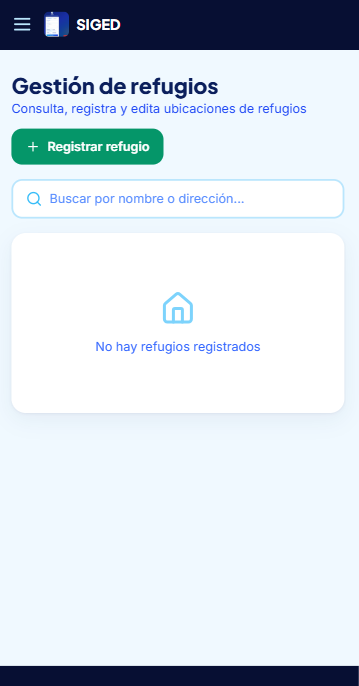 SIGED
Gestión de refugios
Consulta, registra y edita ubicaciones de refugios
+ Registrar refugio
Buscar por nombre o dirección...
No hay refugios registrados